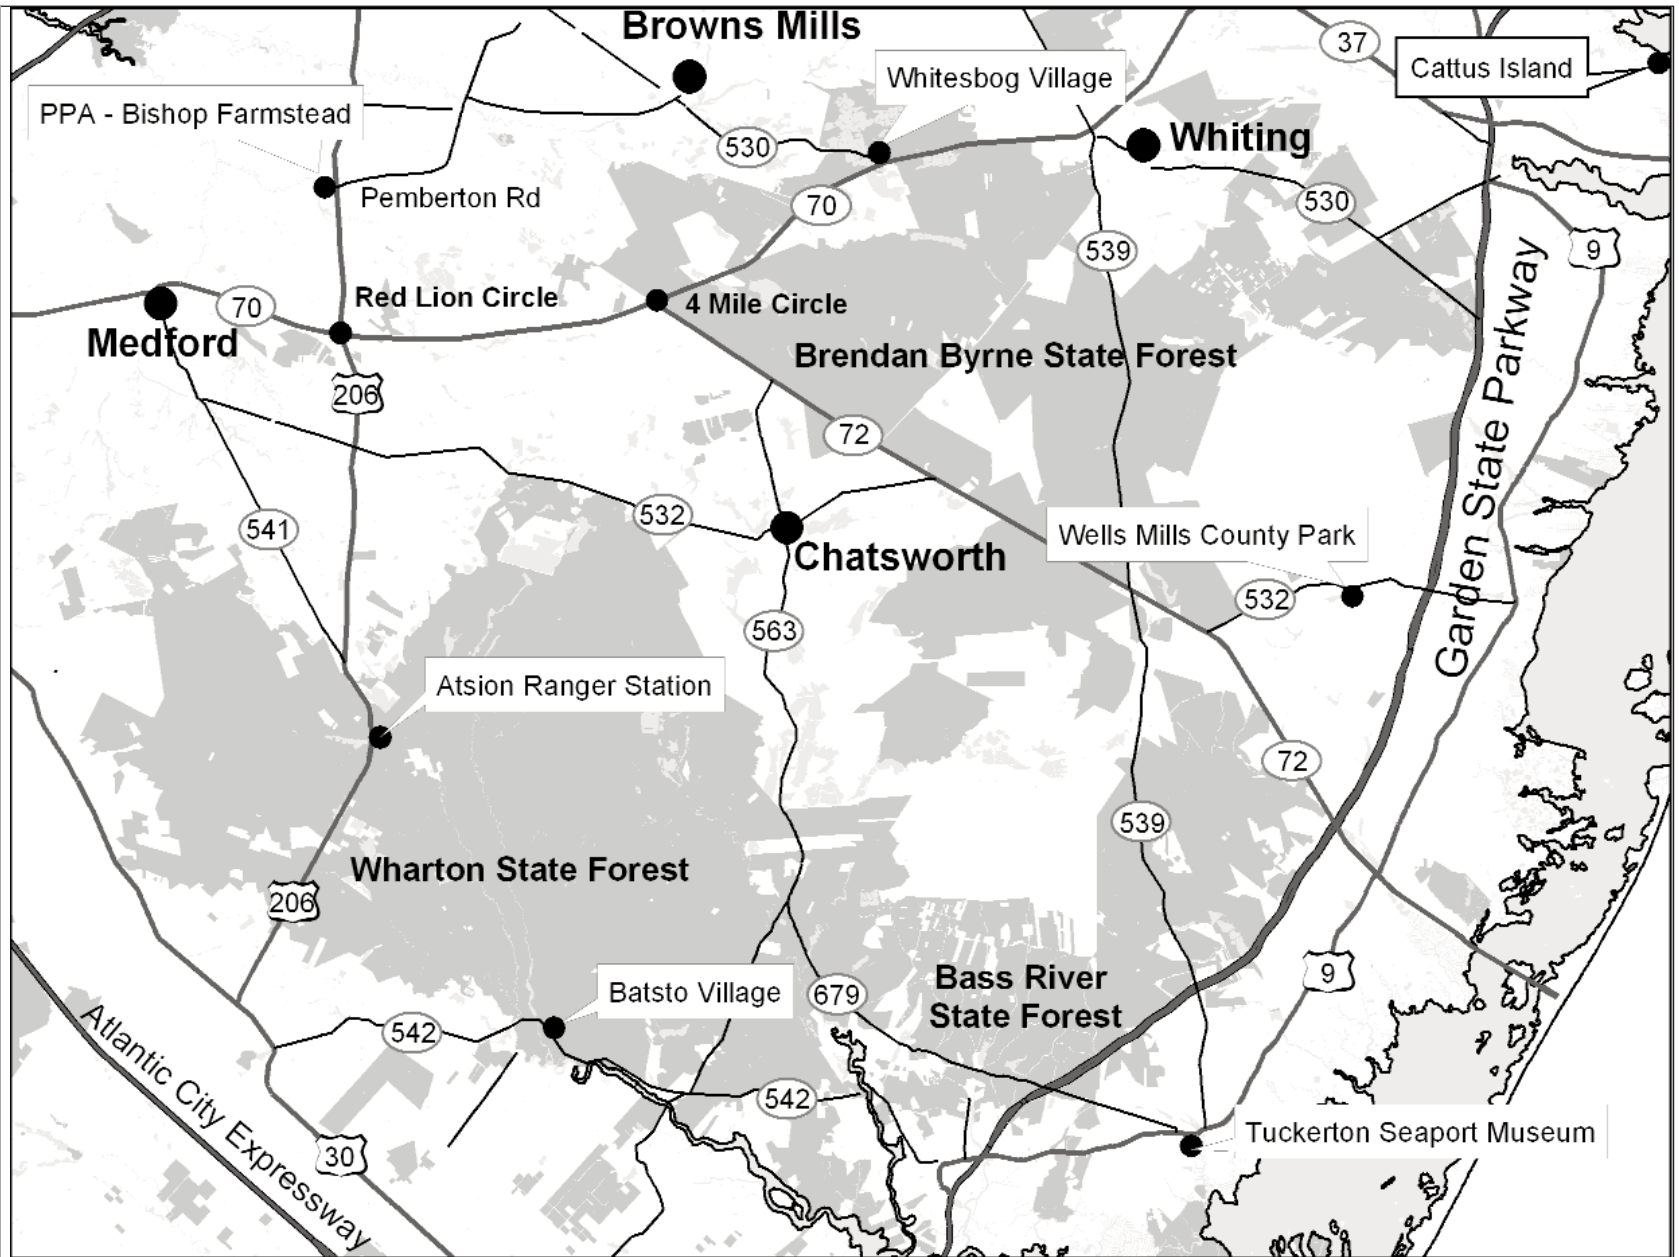 Browns Mills
37
Cattus Island
Whitesbog Village
PPA - Bishop Farmstead
Whiting
530
Pemberton Rd
70
530
539
9
Red Lion Circle
70
4 Mile Circle
Medford
Brendan Byrne State Forest
206
72
Garden State Parkway
541
532
Wells Mills County Park
Chatsworth
532
563
Atsion Ranger Station
72
539
Wharton State Forest
206
Bass River
State Forest
9
Batsto Village
679
542
Atlantic City Expressway
542
Tuckerton Seaport Museum
30